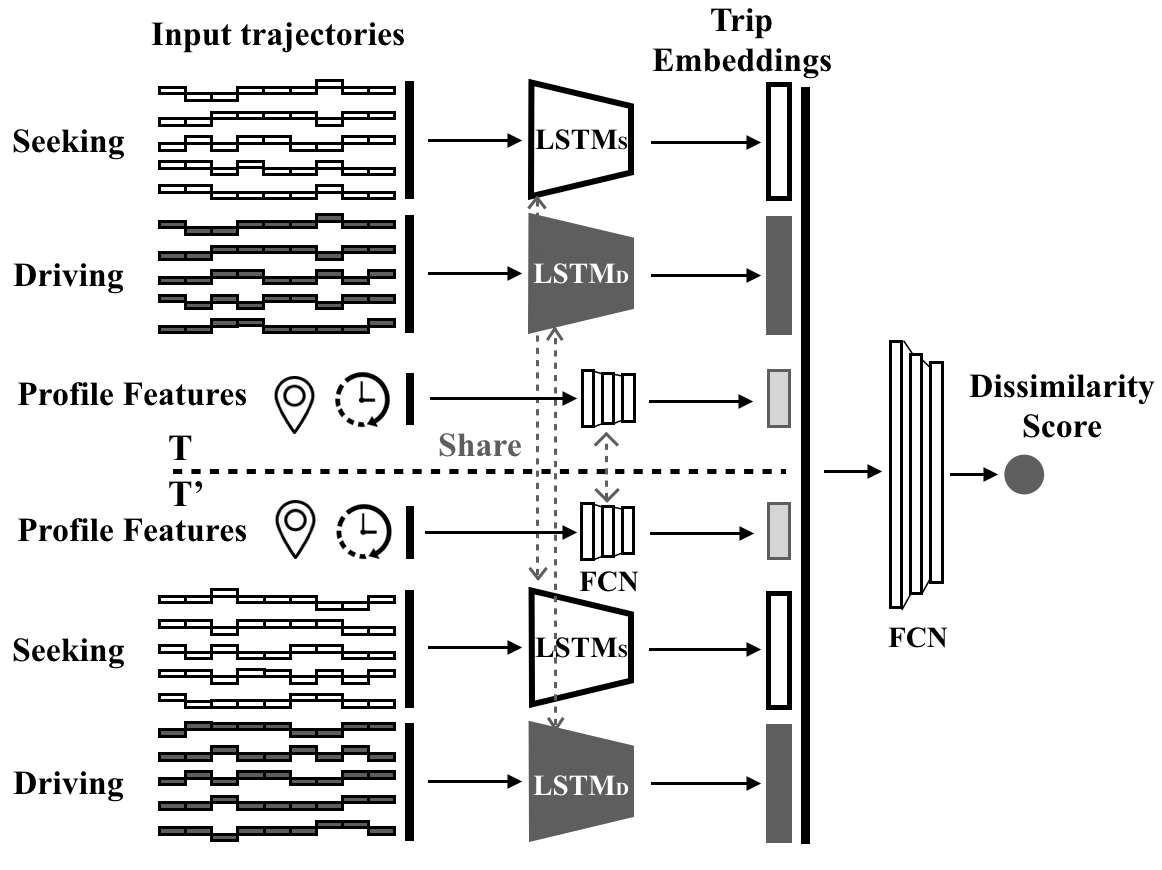 Input trajectories
Trip
Embeddings
Seeking
LSTMS
Driving
LSTMD
Profile Features
Share
T
T’
Profile Features
FCN
Dissimilarity
Score
Seeking
LSTMS
FCN
Driving
LSTMD